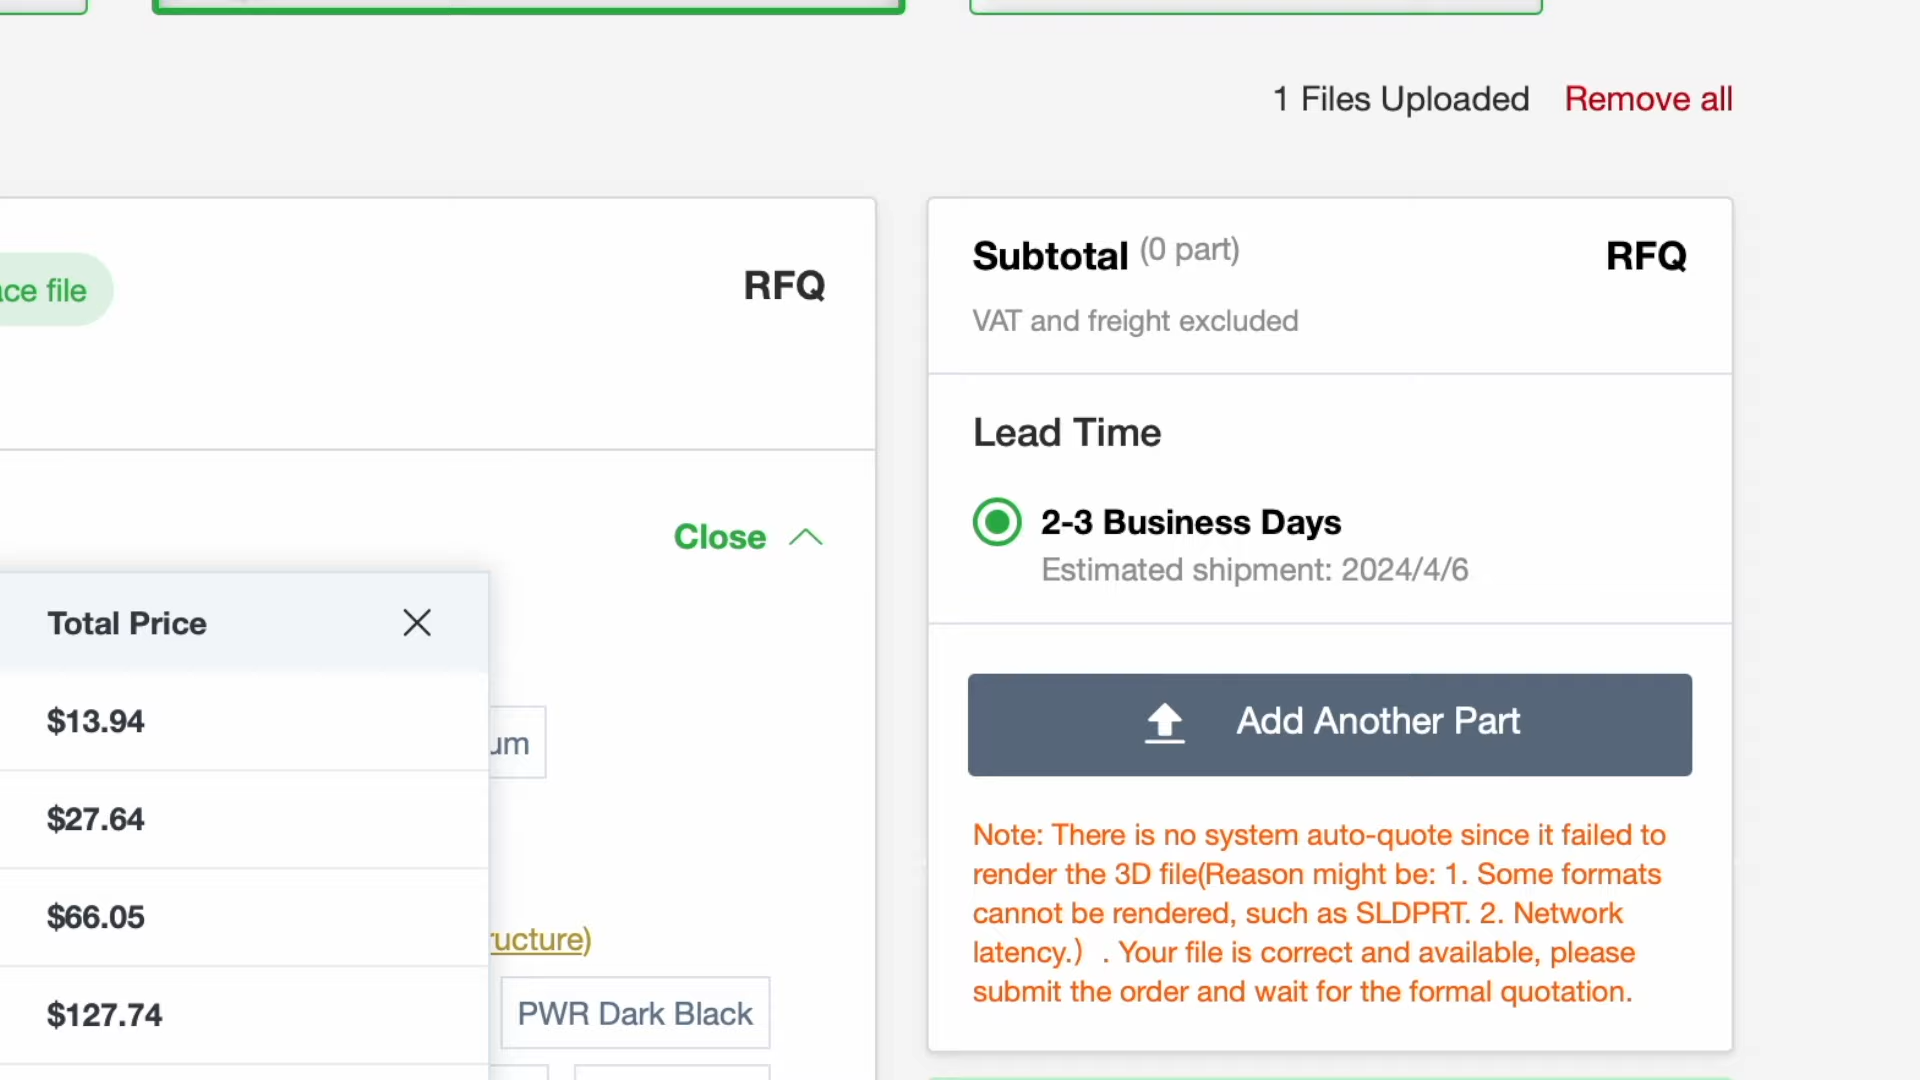 1 Files Uploaded Remove all
ce file
RFQ
Subtotal (0 part) RFQ
VAT and freight excluded
Lead Time
2-3 Business Days
Estimated shipment: 2024/4/6
Close
Total Price
$13.94
$27.64
$66.05
$127.74
um
ructure)
PWR Dark Black
Add Another Part
Note: There is no system auto-quote since it failed to
render the 3D file(Reason might be: 1. Some formats
cannot be rendered, such as SLDPRT. 2. Network
latency.) . Your file is correct and available, please
submit the order and wait for the formal quotation.